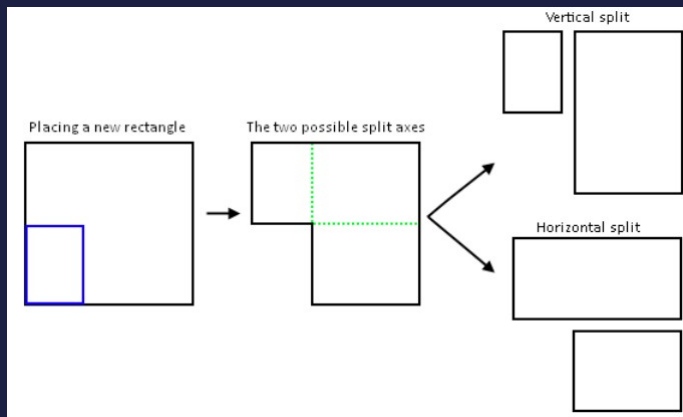 Vertical split
Placing a new rectangle
The two possible split axes
Horizontal split